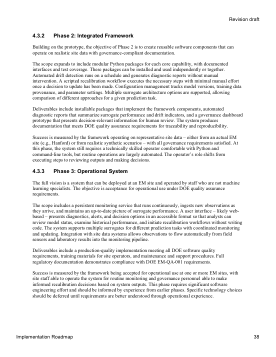 Revision draft
4.3.2 Phase 2: Integrated Framework
Building on the prototype, the objective of Phase 2 is to create reusable software components that can
operate on realistic site data with governance-compliant documentation.
The scope expands to include modular Python packages for each core capability, with documented
interfaces and test coverage. These packages can be installed and used independently or together.
Automated drift detection runs on a schedule and generates diagnostic reports without manual
intervention. A scripted recalibration workflow executes the necessary steps with minimal manual effort
once a decision to update has been made. Configuration management tracks model versions, training data
provenance, and parameter settings. Multiple surrogate architecture options are supported, allowing
comparison of different approaches for a given prediction task.
Deliverables include installable packages that implement the framework components, automated
diagnostic reports that summarize surrogate performance and drift indicators, and a governance dashboard
prototype that presents decision-relevant information for human review. The system produces
documentation that meets DOE quality assurance requirements for traceability and reproducibility.
Success is measured by the framework operating on representative site data – either from an actual EM
site (e.g., Hanford) or from realistic synthetic scenarios – with all governance requirements satisfied. At
this phase, the system still requires a technically skilled operator comfortable with Python and
command-line tools, but routine operations are largely automated. The operator's role shifts from
executing steps to reviewing outputs and making decisions.
4.3.3 Phase 3: Operational System
The full vision is a system that can be deployed at an EM site and operated by staff who are not machine
learning specialists. The objective is acceptance for operational use under DOE quality assurance
requirements.
The scope includes a persistent monitoring service that runs continuously, ingests new observations as
they arrive, and maintains an up-to-date picture of surrogate performance. A user interface – likely web-
based – presents diagnostics, alerts, and decision options in accessible format so that analysts can
review model status, examine historical performance, and initiate recalibration workflows without writing
code. The system supports multiple surrogates for different prediction tasks with coordinated monitoring
and updating. Integration with site data systems allows observations to flow automatically from field
sensors and laboratory results into the monitoring pipeline.
Deliverables include a production-quality implementation meeting all DOE software quality
requirements, training materials for site operators, and maintenance and support procedures. Full
regulatory documentation demonstrates compliance with DOE EM-QA-001 requirements.
Success is measured by the framework being accepted for operational use at one or more EM sites, with
site staff able to operate the system for routine monitoring and governance personnel able to make
informed recalibration decisions based on system outputs. This phase requires significant software
engineering effort and should be informed by experience from earlier phases. Specific technology choices
should be deferred until requirements are better understood through operational experience.
Implementation Roadmap 38